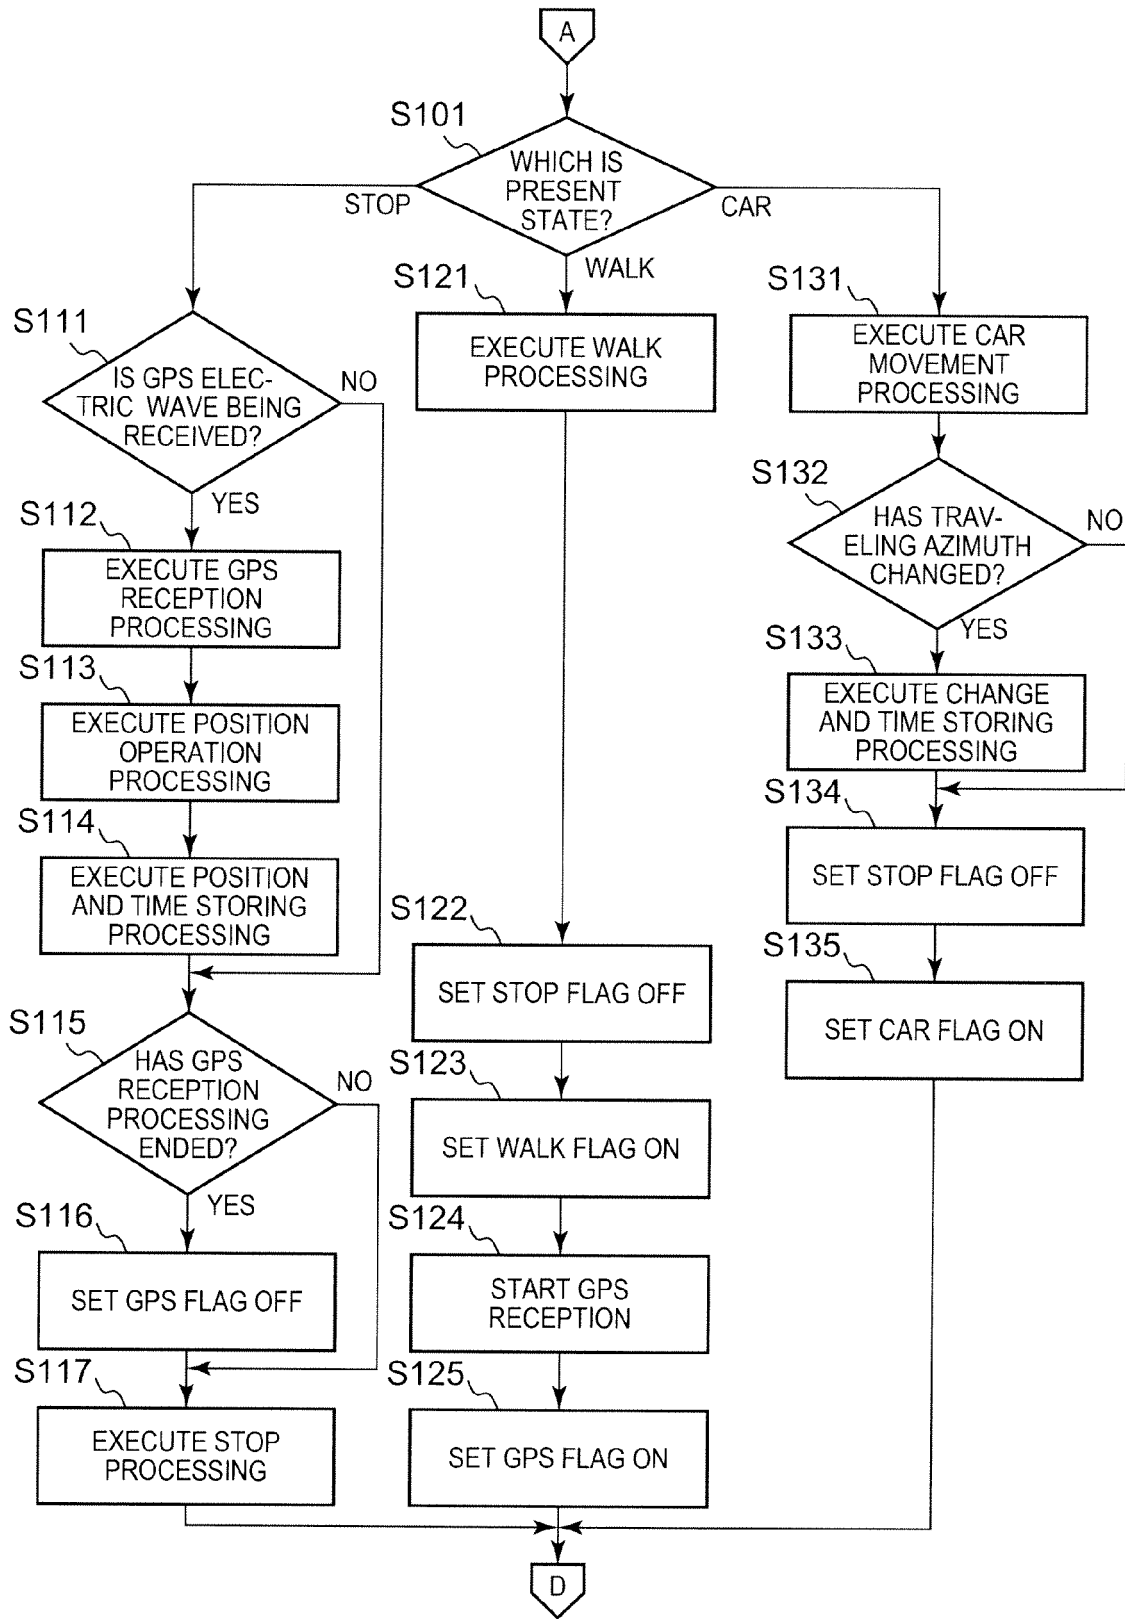 A
S101
WHICH IS
PRESENT
STATE?
STOP
CAR
WALK
S111
IS GPS ELEC-
TRIC WAVE BEING
RECEIVED?
NO
YES
S112
EXECUTE GPS
RECEPTION
PROCESSING
S113
EXECUTE POSITION
OPERATION
PROCESSING
S114
EXECUTE POSITION
AND TIME STORING
PROCESSING
S115
HAS GPS
RECEPTION
PROCESSING
ENDED?
NO
YES
S116
SET GPS FLAG OFF
S117
EXECUTE STOP
PROCESSING
S121
EXECUTE WALK
PROCESSING
S122
SET STOP FLAG OFF
S123
SET WALK FLAG ON
S124
START GPS
RECEPTION
S125
SET GPS FLAG ON
S131
EXECUTE CAR
MOVEMENT
PROCESSING
S132
HAS TRAV-
ELING AZIMUTH
CHANGED?
NO
YES
S133
EXECUTE CHANGE
AND TIME STORING
PROCESSING
S134
SET STOP FLAG OFF
S135
SET CAR FLAG ON
D